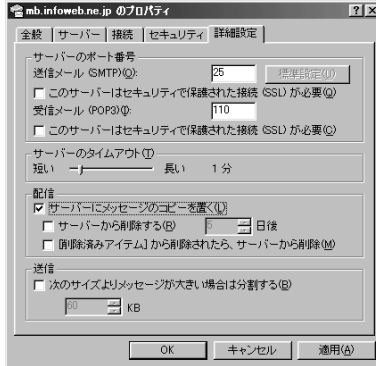 mb.infoweb.ne.jp のプロパティ
全般 サーバー 接続 セキュリティ 詳細設定
サーバーのポート番号
送信メール (SMTP)(O): 25 標準設定(U)
このサーバーはセキュリティで保護された接続 (SSL) が必要(Q)
受信メール (POP3)(I): 110
このサーバーはセキュリティで保護された接続 (SSL) が必要(C)
サーバーのタイムアウト(T)
短い 長い 1 分
配信
サーバーにメッセージのコピーを置く(L)
サーバーから削除する(R) 5 日後
[削除済みアイテム] から削除されたら、サーバーから削除(M)
送信
次のサイズよりメッセージが大きい場合は分割する(B)
60 KB
OK キャンセル 適用(A)